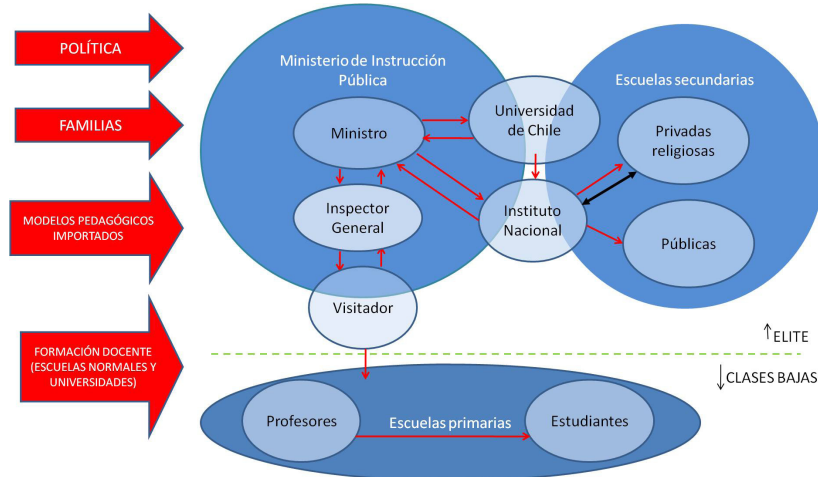 POLÍTICA
FAMILIAS
MODELOS PEDAGÓGICOS
IMPORTADOS
FORMACIÓN DOCENTE
(ESCUELAS NORMALES Y
UNIVERSIDADES)
Ministerio de Instrucción
Pública
Ministro
Inspector
General
Visitador
Universidad
de Chile
Instituto
Nacional
Escuelas secundarias
Privadas
religiosas
Públicas
ELITE
CLASES BAJAS
Profesores
Escuelas primarias
Estudiantes